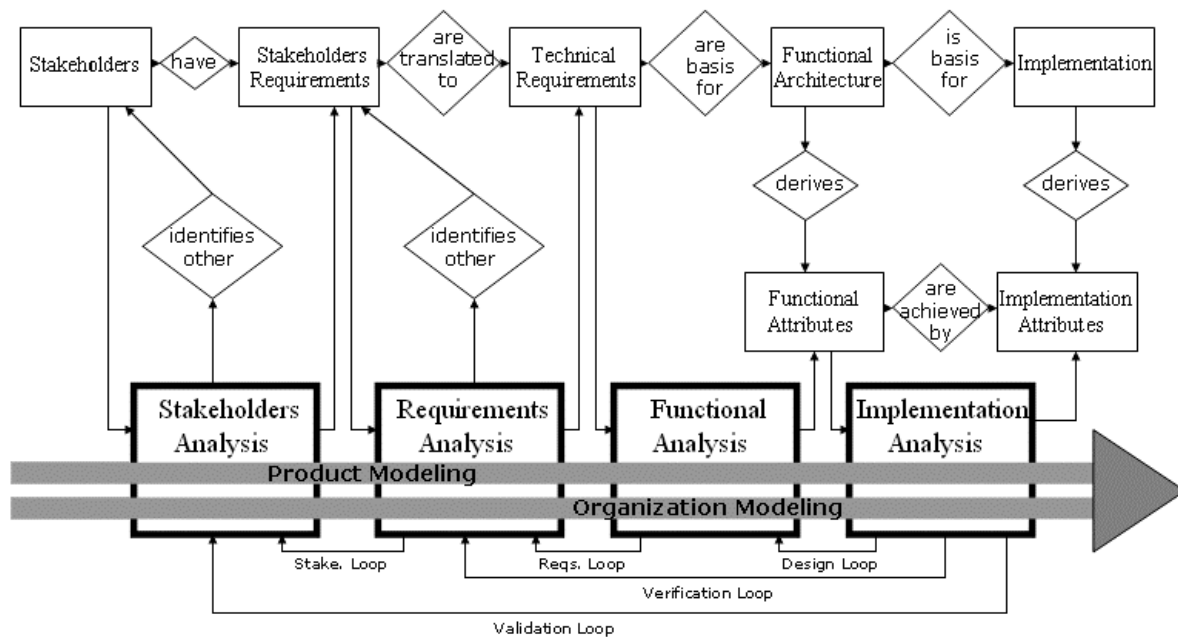 Stakeholders
have
Stakeholders
Requirements
are
translated
to
Technical
Requirements
are
basis
for
Functional
Architecture
is
basis
for
Implementation
derives
derives
identifies
other
identifies
other
Functional
Attributes
are
achieved
by
Implementation
Attributes
Stakeholders
Analysis
Requirements
Analysis
Functional
Analysis
Implementation
Analysis
Product Modeling
Organization Modeling
Stake. Loop
Reqs. Loop
Design Loop
Verification Loop
Validation Loop